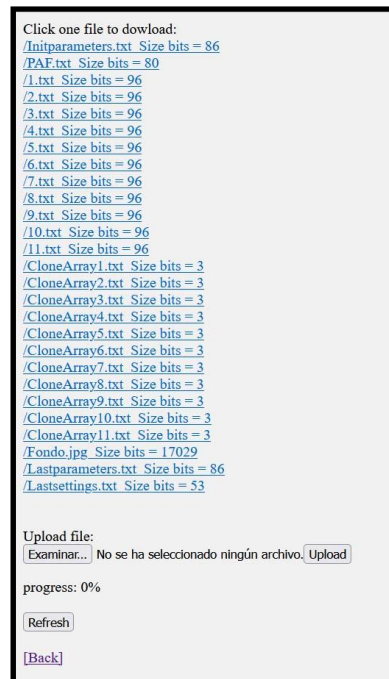 Click one file to dowload:
/Initparameters.txt  Size bits = 86
/PAF.txt  Size bits = 80
/1.txt  Size bits = 96
/2.txt  Size bits = 96
/3.txt  Size bits = 96
/4.txt  Size bits = 96
/5.txt  Size bits = 96
/6.txt  Size bits = 96
/7.txt  Size bits = 96
/8.txt  Size bits = 96
/9.txt  Size bits = 96
/10.txt  Size bits = 96
/11.txt  Size bits = 96
/CloneArray1.txt  Size bits = 3
/CloneArray2.txt  Size bits = 3
/CloneArray3.txt  Size bits = 3
/CloneArray4.txt  Size bits = 3
/CloneArray5.txt  Size bits = 3
/CloneArray6.txt  Size bits = 3
/CloneArray7.txt  Size bits = 3
/CloneArray8.txt  Size bits = 3
/CloneArray9.txt  Size bits = 3
/CloneArray10.txt  Size bits = 3
/CloneArray11.txt  Size bits = 3
/Fondo.jpg  Size bits = 17029
/Lastparameters.txt  Size bits = 86
/Lastsettings.txt  Size bits = 53
Upload file:
Examinar... No se ha seleccionado ningún archivo. Upload
progress: 0%
Refresh
[Back]